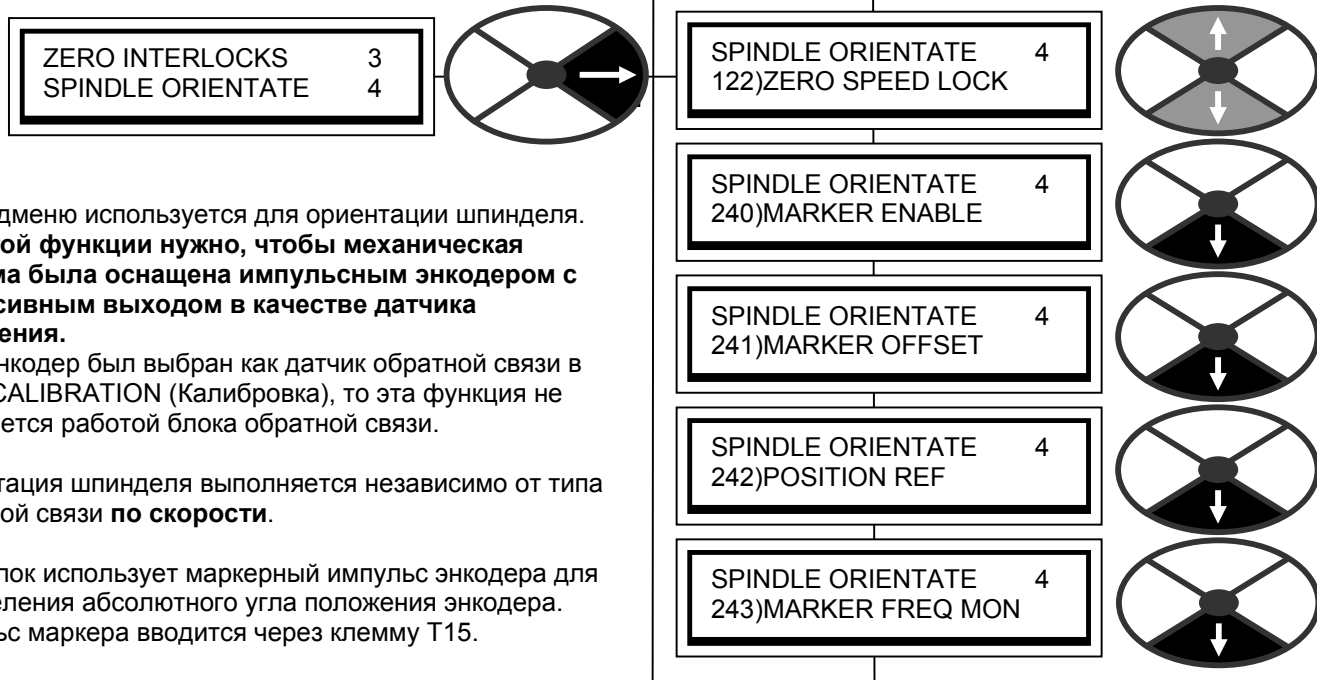 ZERO INTERLOCKS 3
SPINDLE ORIENTATE 4
дменю используется для ориентации шпинделя.
ой функции нужно, чтобы механическая
ма была оснащена импульсным энкодером с
сивным выходом в качестве датчика
ения.
нкодер был выбран как датчик обратной связи в
CALIBRATION (Калибровка), то эта функция не
ется работой блока обратной связи.
тация шпинделя выполняется независимо от типа
ной связи по скорости.
лок использует маркерный импульс энкодера для
еления абсолютного угла положения энкодера.
ьс маркера вводится через клемму T15.
SPINDLE ORIENTATE 4
122)ZERO SPEED LOCK
SPINDLE ORIENTATE 4
240)MARKER ENABLE
SPINDLE ORIENTATE 4
241)MARKER OFFSET
SPINDLE ORIENTATE 4
242)POSITION REF
SPINDLE ORIENTATE 4
243)MARKER FREQ MON